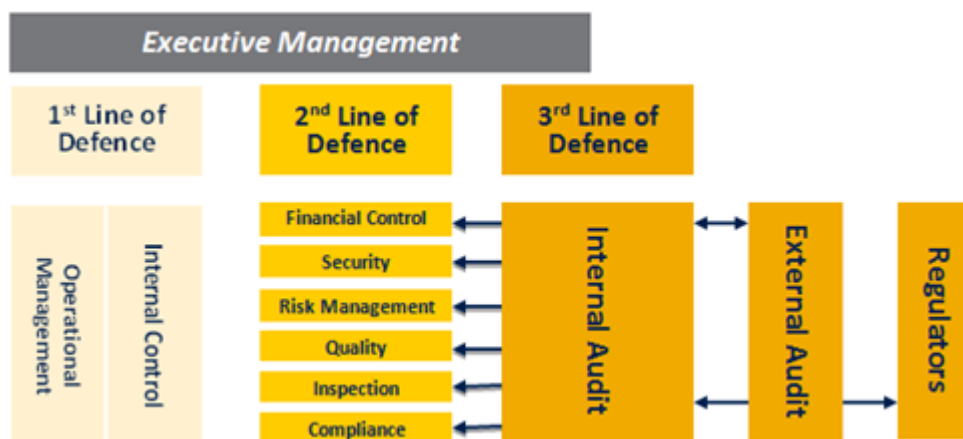 Executive Management
1st Line of
Defence
2nd Line of
Defence
3rd Line of
Defence
Operational
Management
Internal Control
Financial Control
Security
Risk Management
Quality
Inspection
Compliance
Internal Audit
External Audit
Regulators